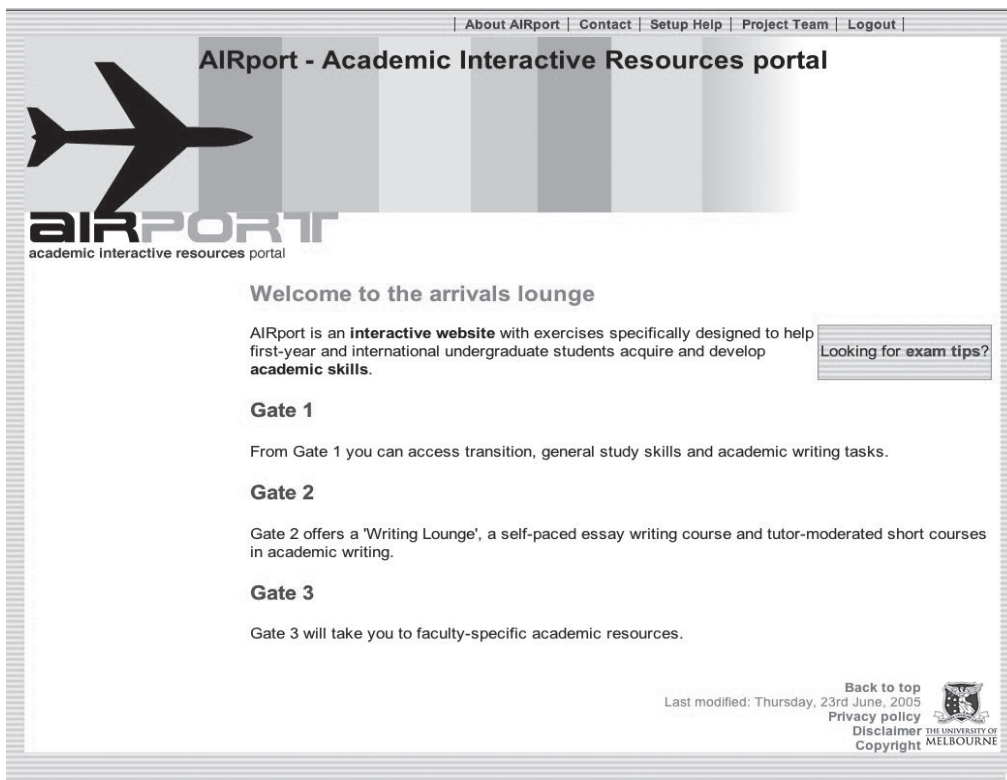 | About AIRport | Contact | Setup Help | Project Team | Logout |
AIRport - Academic Interactive Resources portal
AIRPORT
academic interactive resources portal
Welcome to the arrivals lounge
AIRport is an interactive website with exercises specifically designed to help
first-year and international undergraduate students acquire and develop
academic skills.
Looking for exam tips?
Gate 1
From Gate 1 you can access transition, general study skills and academic writing tasks.
Gate 2
Gate 2 offers a 'Writing Lounge', a self-paced essay writing course and tutor-moderated short courses
in academic writing.
Gate 3
Gate 3 will take you to faculty-specific academic resources.
Back to top
Last modified: Thursday, 23rd June, 2005
Privacy policy
Disclaimer
Copyright
THE UNIVERSITY OF
MELBOURNE